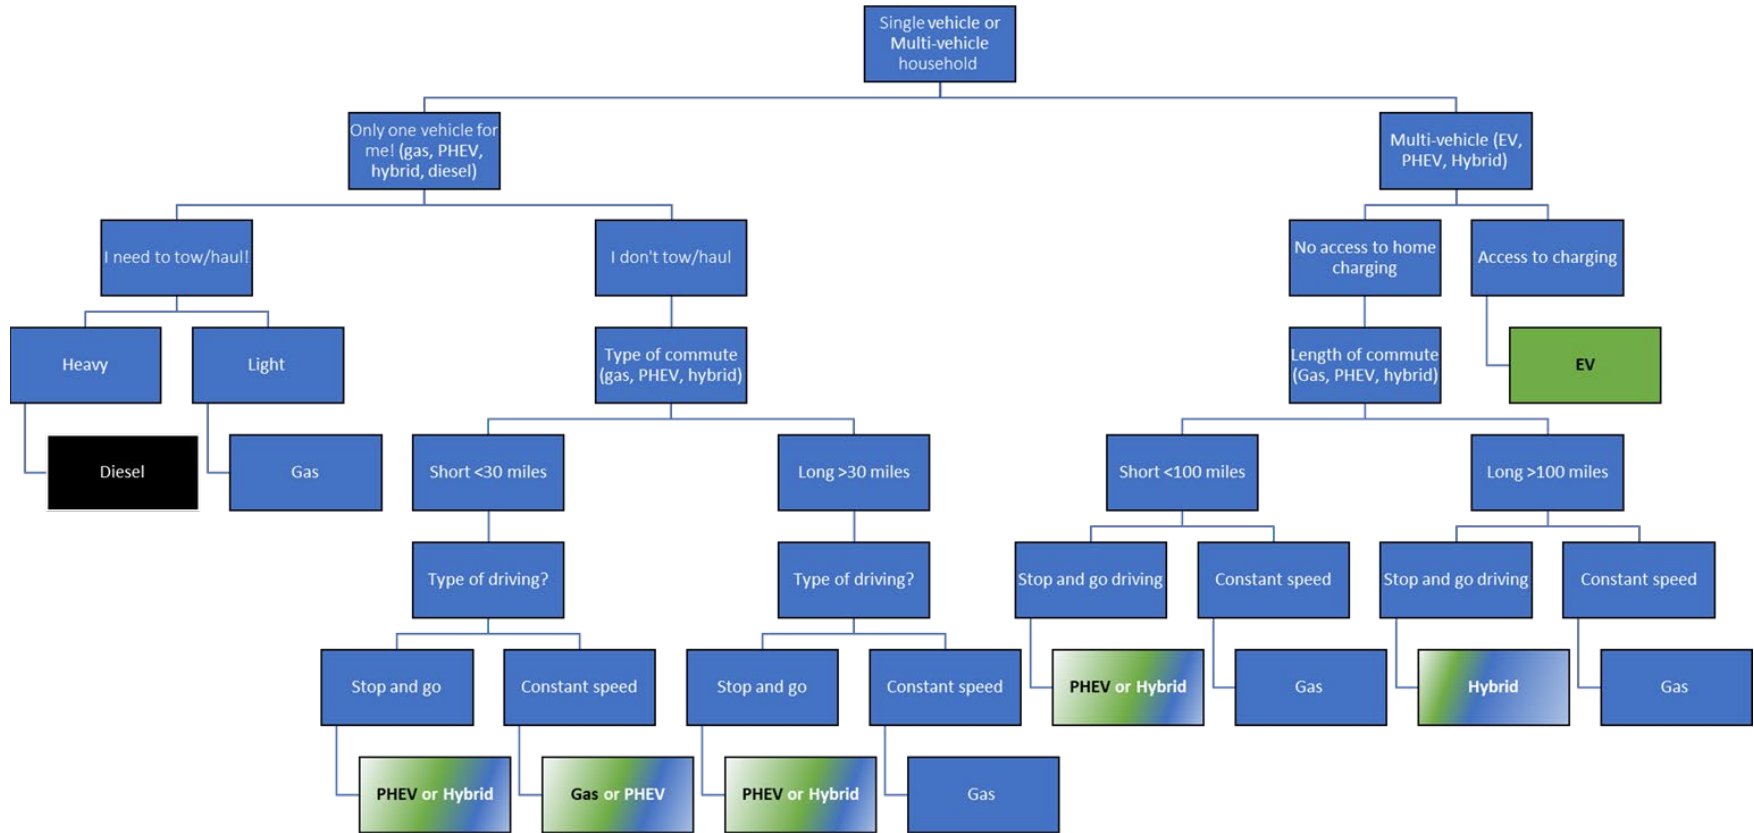 Single vehicle or
Multi-vehicle
household
Only one vehicle for
me! (gas, PHEV,
hybrid, diesel)
Multi-vehicle (EV,
PHEV, Hybrid)
I need to tow/haul!
I don't tow/haul
No access to home
charging
Access to charging
Heavy
Light
Type of commute
(gas, PHEV, hybrid)
Length of commute
(Gas, PHEV, hybrid)
EV
Diesel
Gas
Short <30 miles
Long >30 miles
Short <100 miles
Long >100 miles
Type of driving?
Type of driving?
Stop and go driving
Constant speed
Stop and go driving
Constant speed
Stop and go
Constant speed
Stop and go
Constant speed
PHEV or Hybrid
Gas
Hybrid
Gas
PHEV or Hybrid
Gas or PHEV
PHEV or Hybrid
Gas